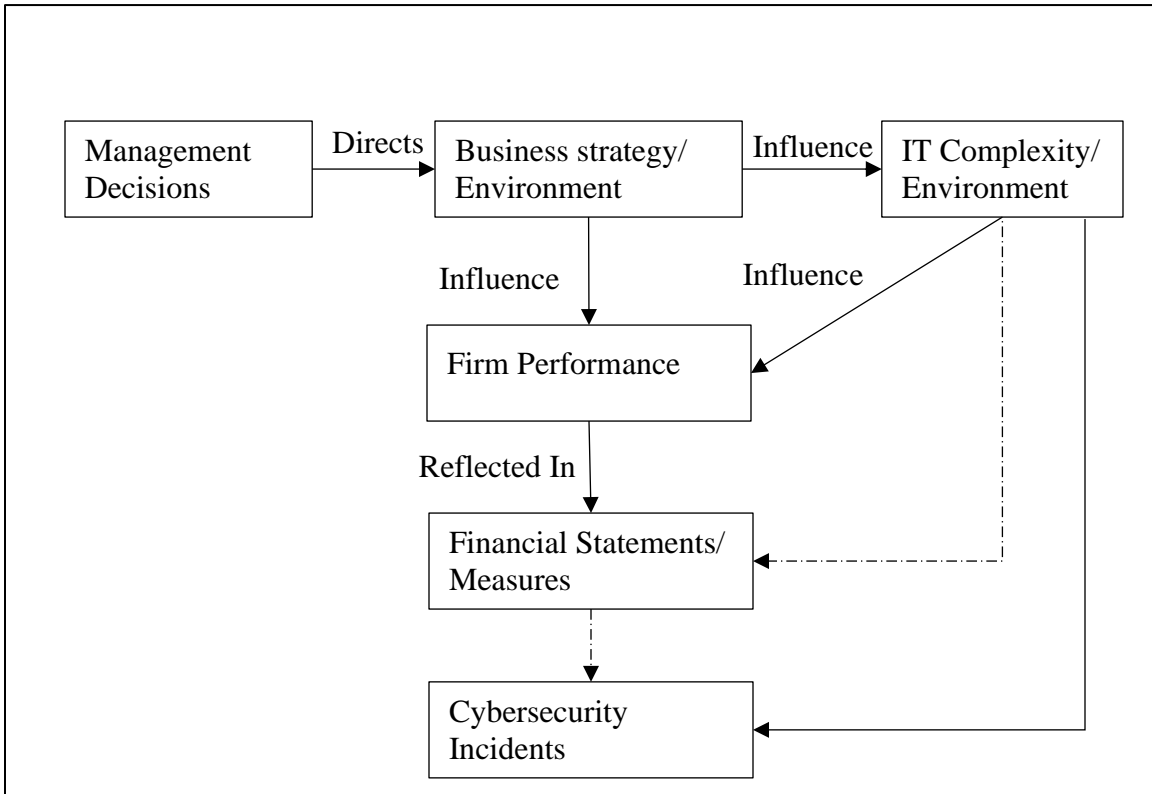 Management
Decisions
Directs
Business strategy/
Environment
Influence
IT Complexity/
Environment
Influence
Influence
Firm Performance
Reflected In
Financial Statements/
Measures
Cybersecurity
Incidents